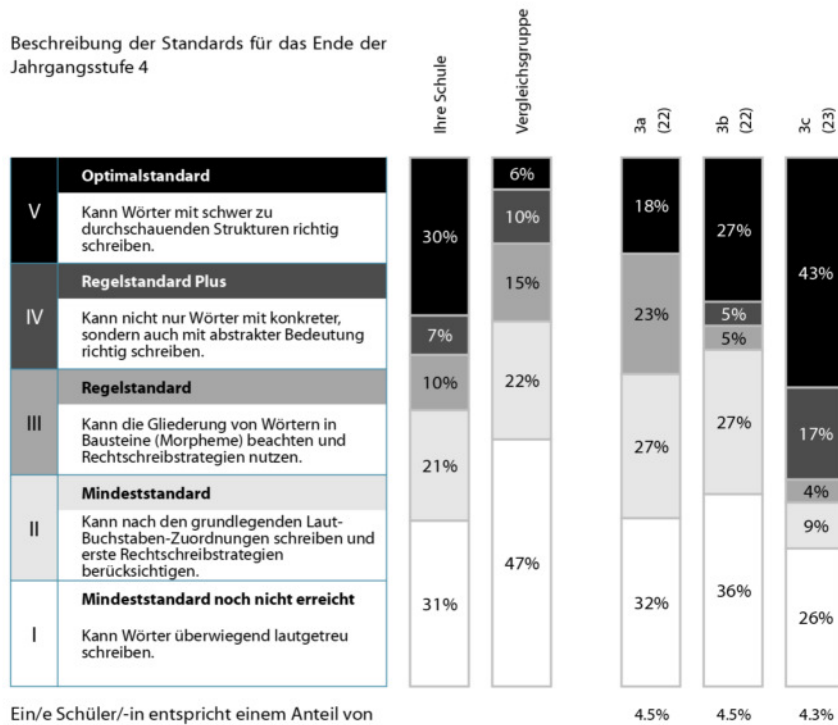 Beschreibung der Standards für das Ende der
Jahrgangsstufe 4
Ihre Schule
Vergleichsgruppe
3a
(22)
3b
(22)
3c
(23)
V
Optimalstandard
Kann Wörter mit schwer zu
durchschauenden Strukturen richtig
schreiben.
IV
Regelstandard Plus
Kann nicht nur Wörter mit konkreter,
sondern auch mit abstrakter Bedeutung
richtig schreiben.
III
Regelstandard
Kann die Gliederung von Wörtern in
Bausteine (Morpheme) beachten und
Rechtschreibstrategien nutzen.
II
Mindeststandard
Kann nach den grundlegenden Laut-
Buchstaben-Zuordnungen schreiben und
erste Rechtschreibstrategien
berücksichtigen.
I
Mindeststandard noch nicht erreicht
Kann Wörter überwiegend lautgetreu
schreiben.
30%
7%
10%
21%
31%
6%
10%
15%
22%
47%
18%
23%
27%
32%
27%
5%
5%
27%
36%
43%
17%
4%
9%
26%
Ein/e Schüler/-in entspricht einem Anteil von
4.5%
4.5%
4.3%